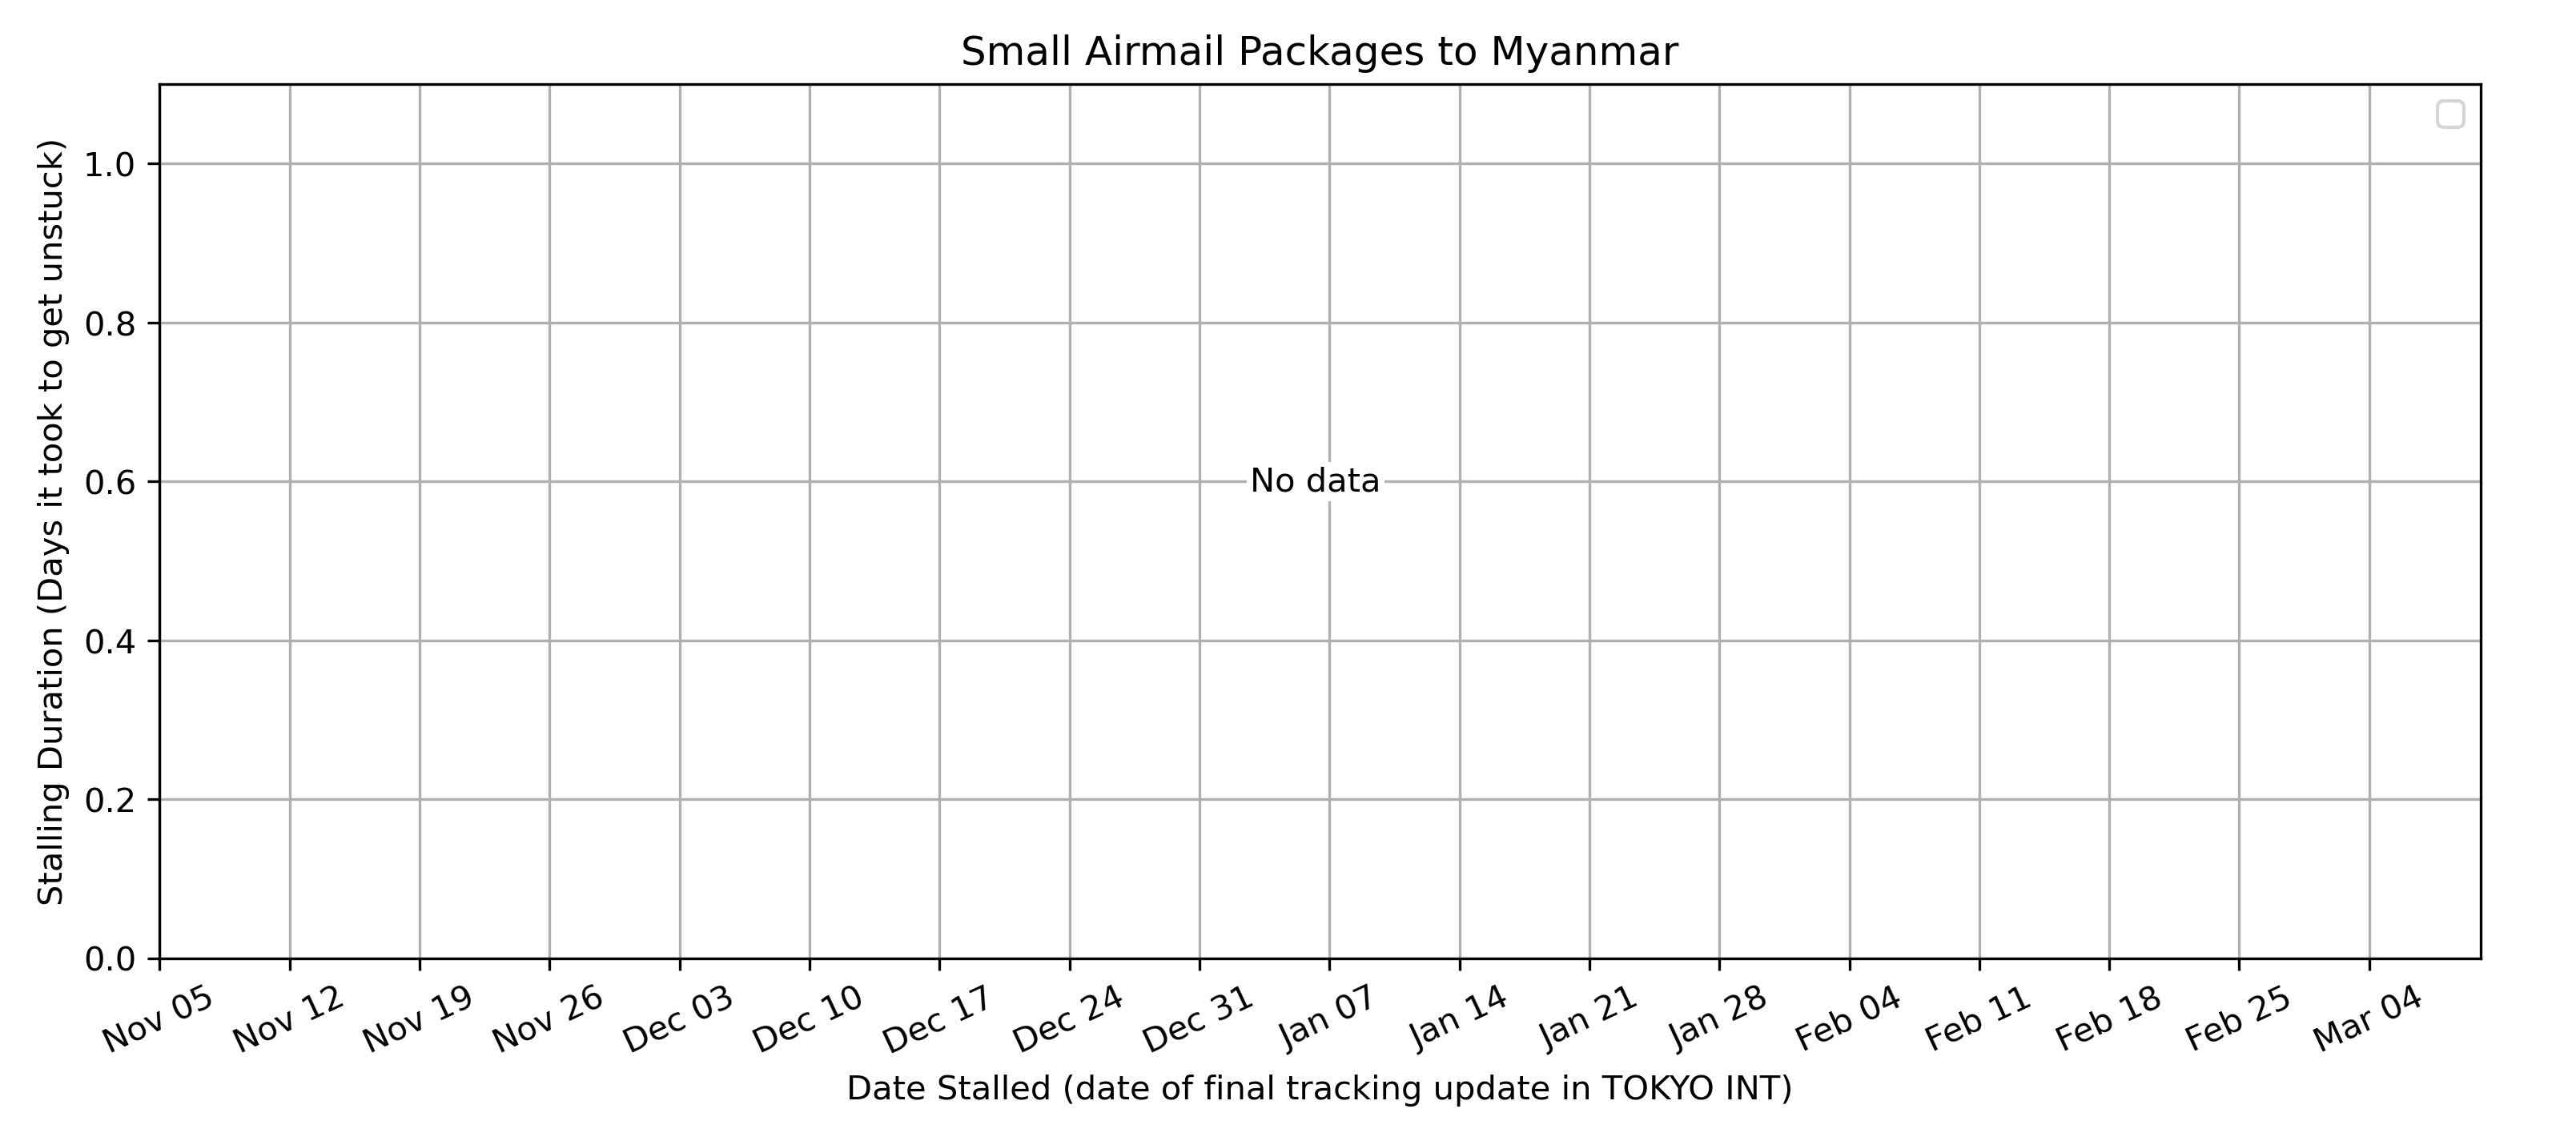 Small Airmail Packages to Myanmar
Stalling Duration (Days it took to get unstuck)
1.0
0.8
0.6
0.4
0.2
0.0
No data
Nov 05 Nov 12 Nov 19 Nov 26 Dec 03 Dec 10 Dec 17 Dec 24 Dec 31 Jan 07 Jan 14 Jan 21 Jan 28 Feb 04 Feb 11 Feb 18 Feb 25 Mar 04
Date Stalled (date of final tracking update in TOKYO INT)